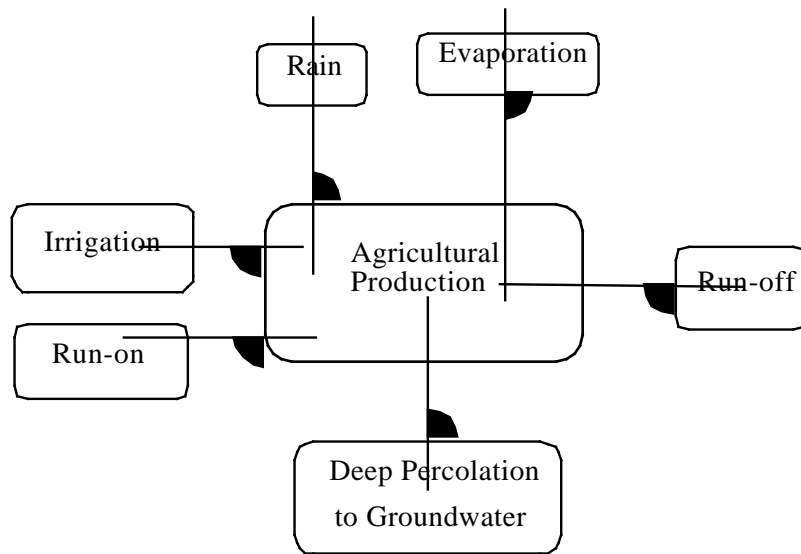 Rain
Evaporation
Irrigation
Agricultural
Production
Run-off
Run-on
Deep Percolation
to Groundwater